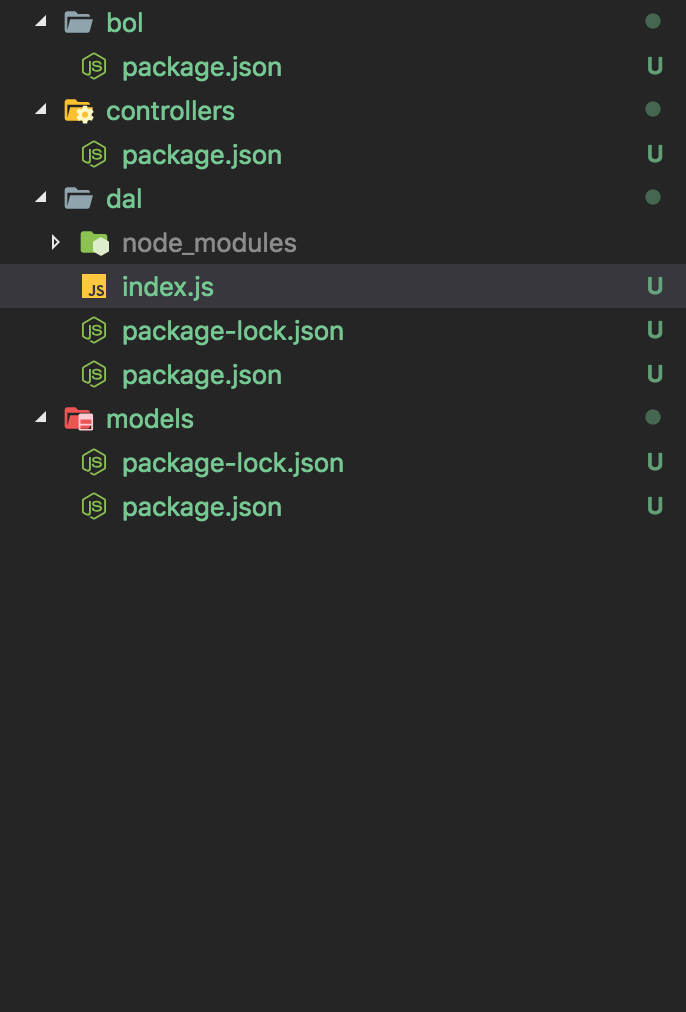 bol
package.json U
controllers
package.json U
dal
node_modules
JS index.js U
package-lock.json U
package.json U
models
package-lock.json U
package.json U